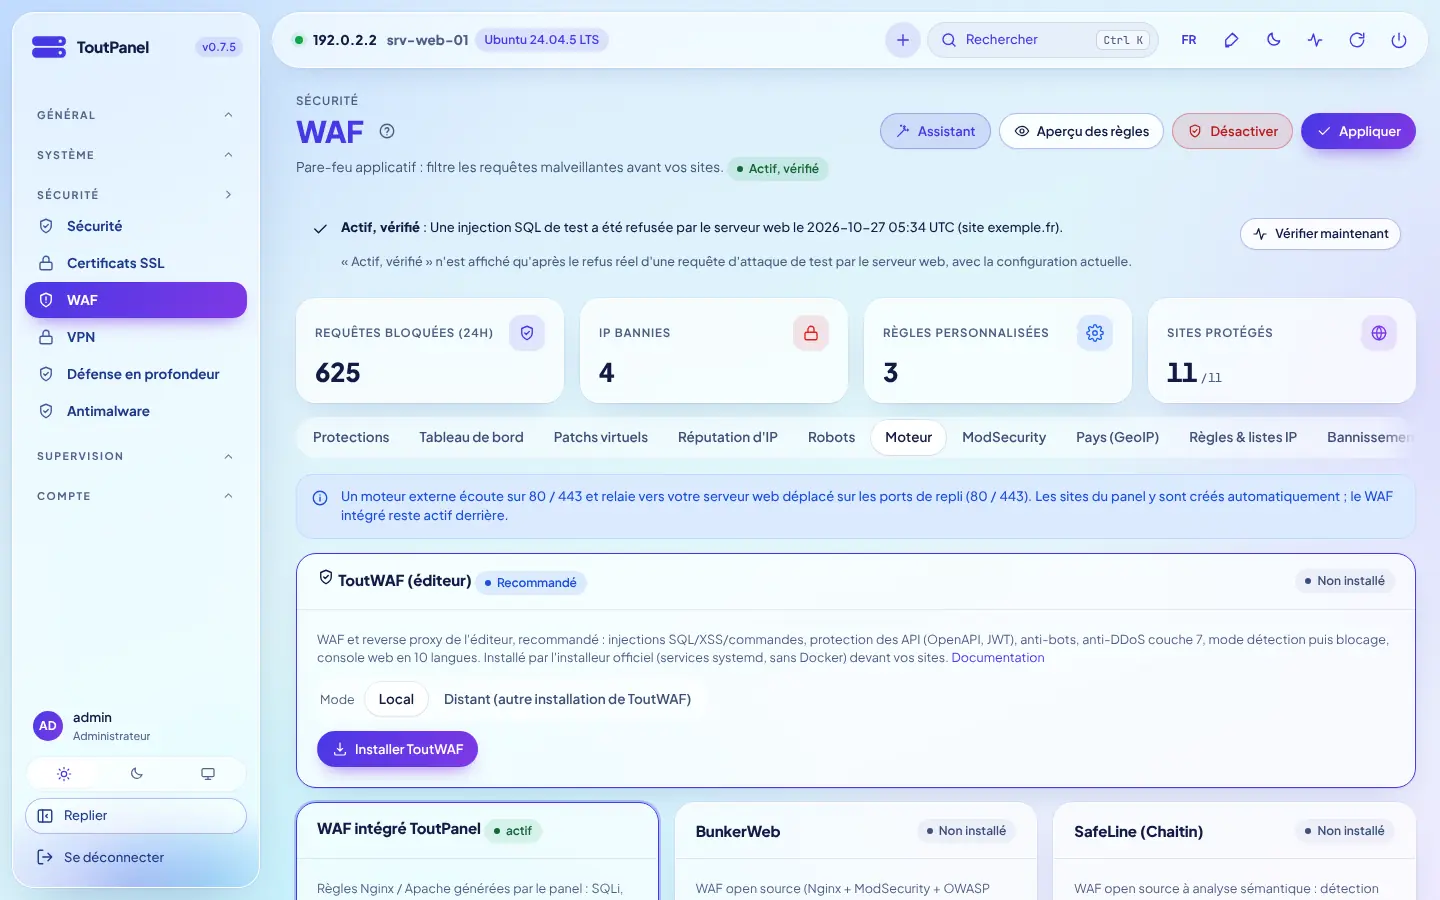 ToutPanel
v0.7.5
GÉNÉRAL
SYSTÈME
SÉCURITÉ
Sécurité
Certificats SSL
WAF
VPN
Défense en profondeur
Antimalware
SUPERVISION
COMPTE
AD
admin
Administrateur
Replier
Se déconnecter
192.0.2.2 srv-web-01 Ubuntu 24.04.5 LTS
Rechercher Ctrl K
FR
SÉCURITÉ
WAF
Assistant
Aperçu des règles
Désactiver
Appliquer
Pare-feu applicatif : filtre les requêtes malveillantes avant vos sites. Actif, vérifié
Actif, vérifié : Une injection SQL de test a été refusée par le serveur web le 2026-10-27 05:34 UTC (site exemple.fr).
Vérifier maintenant
« Actif, vérifié » n'est affiché qu'après le refus réel d'une requête d'attaque de test par le serveur web, avec la configuration actuelle.
REQUÊTES BLOQUÉES (24H)
625
IP BANNIES
4
RÈGLES PERSONNALISÉES
3
SITES PROTÉGÉS
11 / 11
Protections Tableau de bord Patchs virtuels Réputation d'IP Robots Moteur ModSecurity Pays (GeoIP) Règles & listes IP Bannissemen
Un moteur externe écoute sur 80 / 443 et relaie vers votre serveur web déplacé sur les ports de repli (80 / 443). Les sites du panel y sont créés automatiquement ; le WAF
intégré reste actif derrière.
ToutWAF (éditeur) Recommandé
Non installé
WAF et reverse proxy de l'éditeur, recommandé : injections SQL/XSS/commandes, protection des API (OpenAPI, JWT), anti-bots, anti-DDoS couche 7, mode détection puis blocage,
console web en 10 langues. Installé par l'installeur officiel (services systemd, sans Docker) devant vos sites. Documentation
Mode Local Distant (autre installation de ToutWAF)
Installer ToutWAF
WAF intégré ToutPanel actif
Règles Nginx / Apache générées par le panel : SQLi,
BunkerWeb Non installé
WAF open source (Nginx + ModSecurity + OWASP
SafeLine (Chaitin) Non installé
WAF open source à analyse sémantique : détection